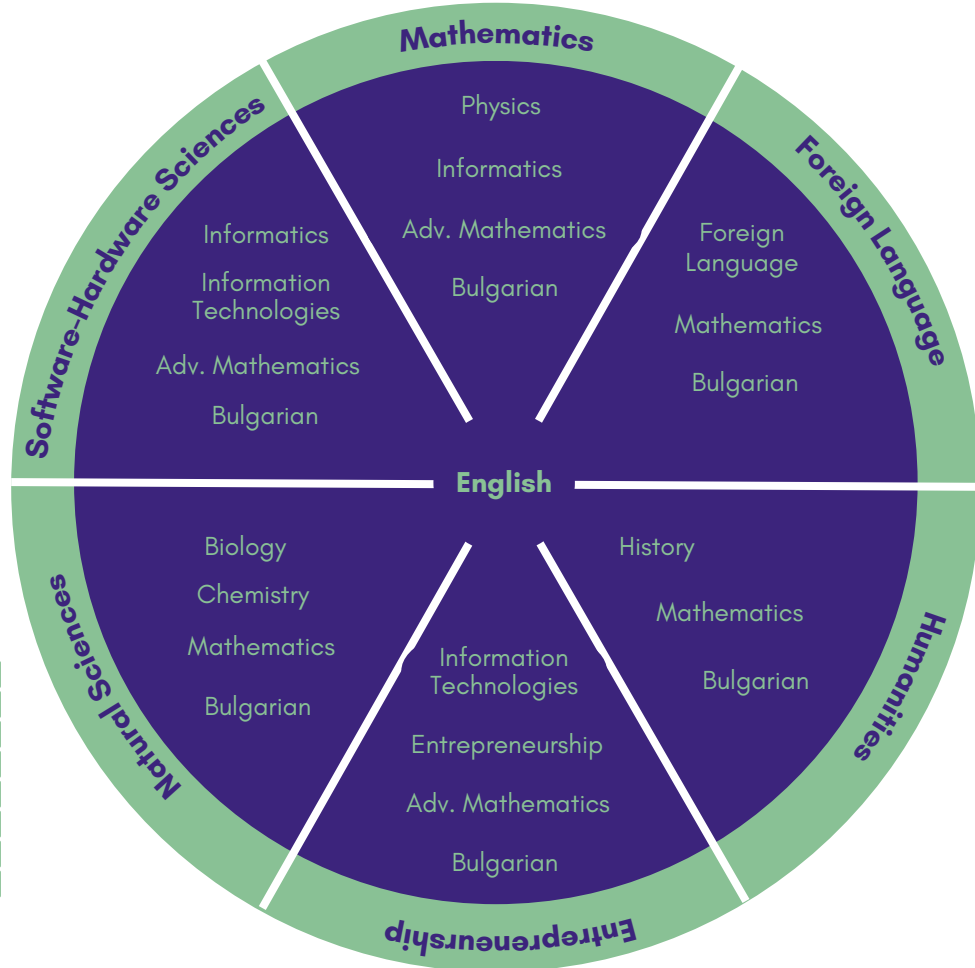 Mathematics
Physics
Informatics
Adv. Mathematics
Bulgarian
Foreign Language
Foreign
Language
Mathematics
Bulgarian
Humanities
History
Mathematics
Bulgarian
Entrepreneurship
Information
Technologies
Entrepreneurship
Adv. Mathematics
Bulgarian
Natural Sciences
Biology
Chemistry
Mathematics
Bulgarian
Software-Hardware Sciences
Informatics
Information
Technologies
Adv. Mathematics
Bulgarian
English